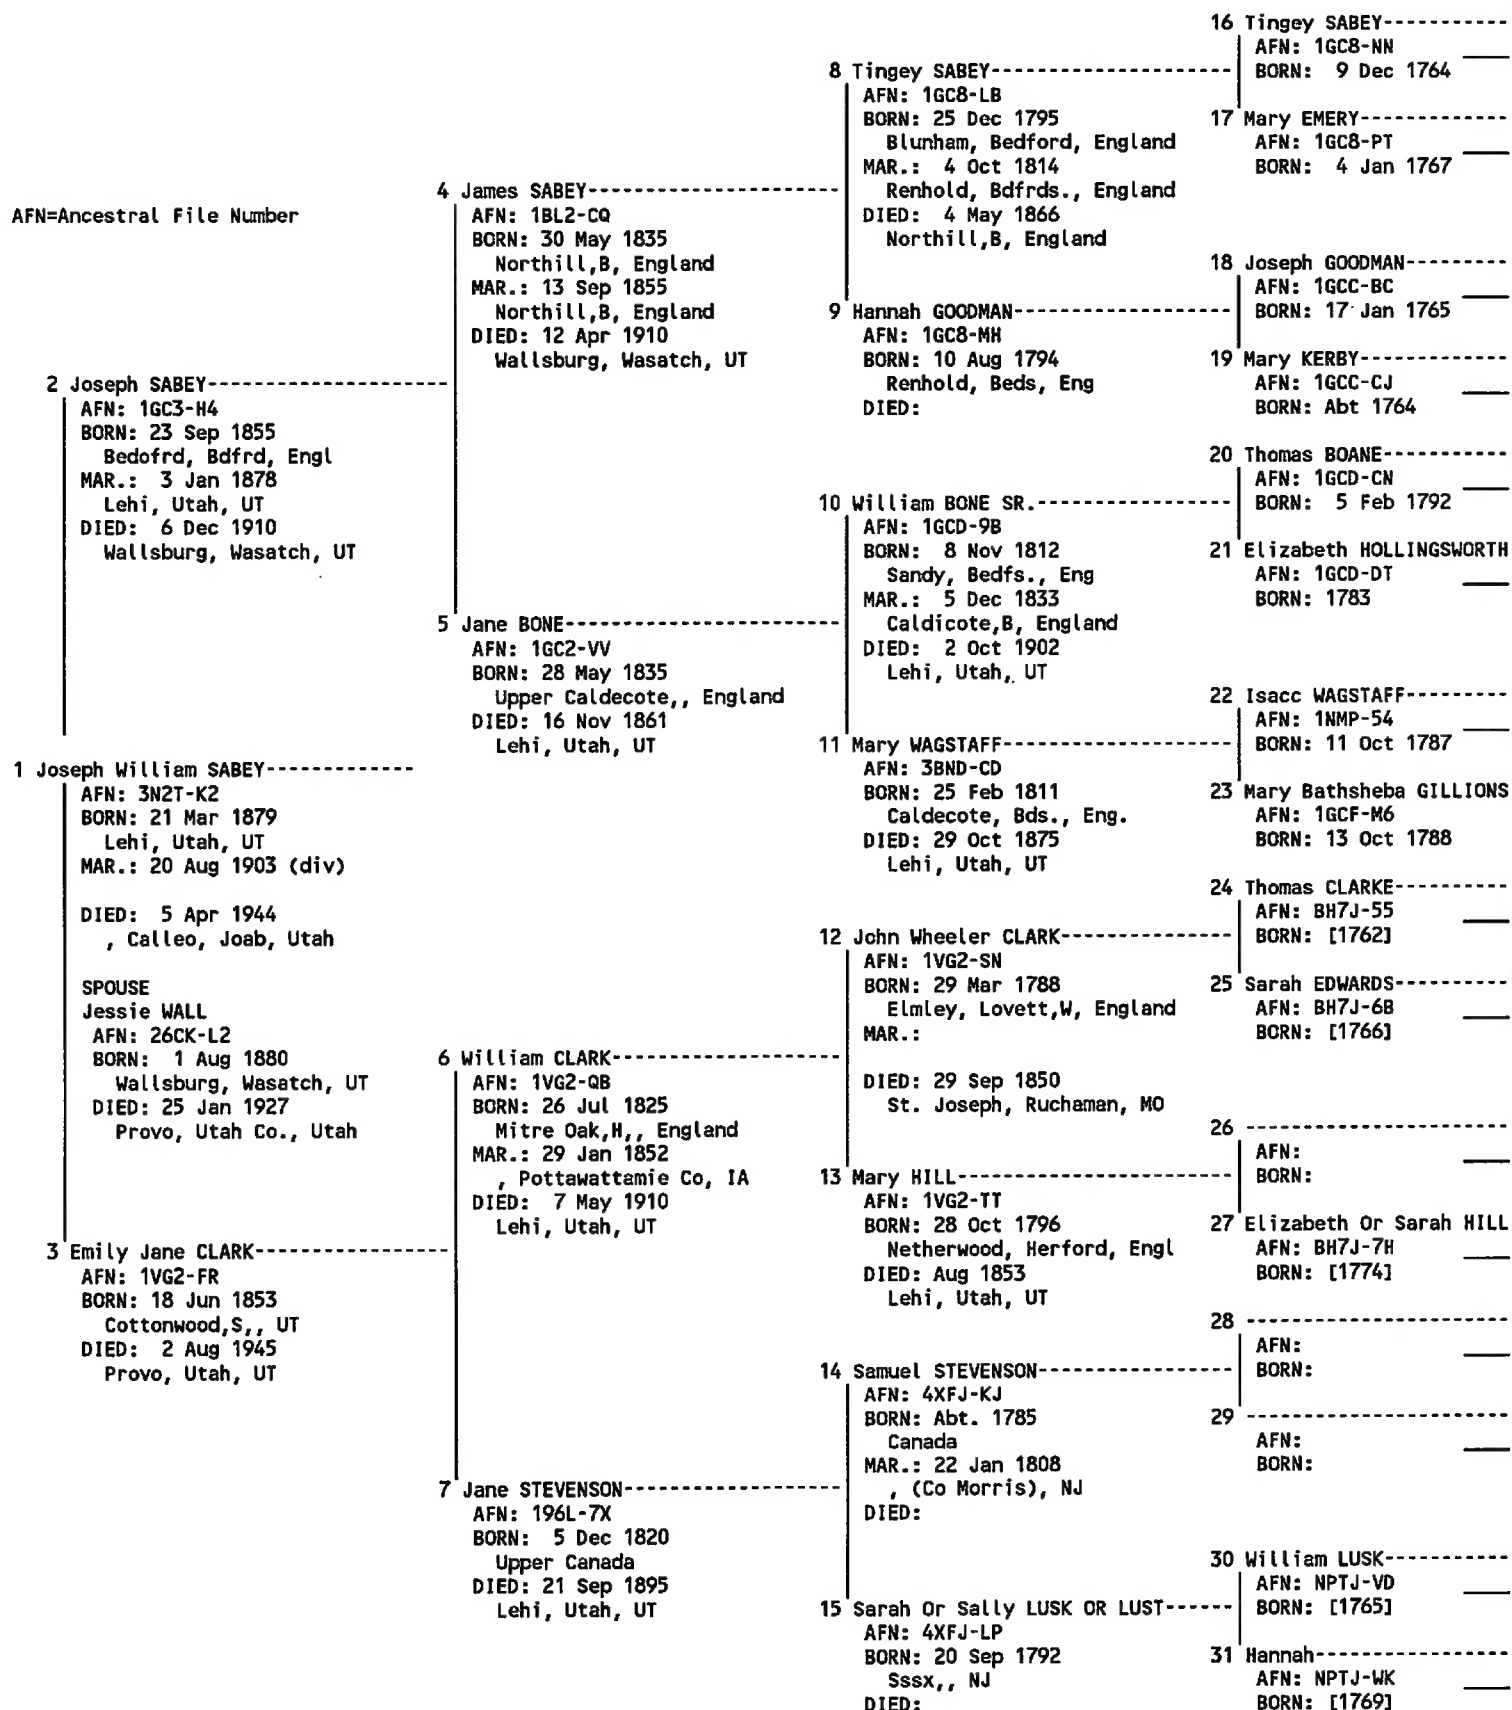 AFN=Ancestral File Number
1 Joseph William SABEY-------------
AFN: 3N2T-K2
BORN: 21 Mar 1879
Lehi, Utah, UT
MAR.: 20 Aug 1903 (div)
DIED: 5 Apr 1944
, Calleo, Joab, Utah
SPOUSE
Jessie WALL
AFN: 26CK-L2
BORN: 1 Aug 1880
Wallsburg, Wasatch, UT
DIED: 25 Jan 1927
Provo, Utah Co., Utah
2 Joseph SABEY--------------------
AFN: 1GC3-H4
BORN: 23 Sep 1855
Bedofrd, Bdfrd, Engl
MAR.: 3 Jan 1878
Lehi, Utah, UT
DIED: 6 Dec 1910
Wallsburg, Wasatch, UT
3 Emily Jane CLARK----------------
AFN: 1VG2-FR
BORN: 18 Jun 1853
Cottonwood,S,, UT
DIED: 2 Aug 1945
Provo, Utah, UT
4 James SABEY---------------------
AFN: 1BL2-CQ
BORN: 30 May 1835
Northill,B, England
MAR.: 13 Sep 1855
Northill,B, England
DIED: 12 Apr 1910
Wallsburg, Wasatch, UT
5 Jane BONE-----------------------
AFN: 1GC2-VV
BORN: 28 May 1835
Upper Caldecote,, England
DIED: 16 Nov 1861
Lehi, Utah, UT
6 William CLARK-------------------
AFN: 1VG2-QB
BORN: 26 Jul 1825
Mitre Oak,H,, England
MAR.: 29 Jan 1852
, Pottawattamie Co, IA
DIED: 7 May 1910
Lehi, Utah, UT
7 Jane STEVENSON------------------
AFN: 196L-7X
BORN: 5 Dec 1820
Upper Canada
DIED: 21 Sep 1895
Lehi, Utah, UT
8 Tingey SABEY--------------------
AFN: 1GC8-LB
BORN: 25 Dec 1795
Blunham, Bedford, England
MAR.: 4 Oct 1814
Renhold, Bdfrds., England
DIED: 4 May 1866
Northill,B, England
9 Hannah GOODMAN------------------
AFN: 1GC8-MH
BORN: 10 Aug 1794
Renhold, Beds, Eng
DIED:
10 William BONE SR.----------------
AFN: 1GCD-9B
BORN: 8 Nov 1812
Sandy, Bedfs., Eng
MAR.: 5 Dec 1833
Caldicote,B, England
DIED: 2 Oct 1902
Lehi, Utah, UT
11 Mary WAGSTAFF-------------------
AFN: 3BND-CD
BORN: 25 Feb 1811
Caldecote, Bds., Eng.
DIED: 29 Oct 1875
Lehi, Utah, UT
12 John Wheeler CLARK--------------
AFN: 1VG2-SN
BORN: 29 Mar 1788
Elmley, Lovett,W, England
MAR.:
DIED: 29 Sep 1850
St. Joseph, Ruchaman, MO
13 Mary HILL-----------------------
AFN: 1VG2-TT
BORN: 28 Oct 1796
Netherwood, Herford, Engl
DIED: Aug 1853
Lehi, Utah, UT
14 Samuel STEVENSON----------------
AFN: 4XFJ-KJ
BORN: Abt. 1785
Canada
MAR.: 22 Jan 1808
, (Co Morris), NJ
DIED:
15 Sarah Or Sally LUSK OR LUST------
AFN: 4XFJ-LP
BORN: 20 Sep 1792
Sssx,, NJ
DIED:
16 Tingey SABEY-----------
AFN: 1GC8-NN
BORN: 9 Dec 1764
17 Mary EMERY-------------
AFN: 1GC8-PT
BORN: 4 Jan 1767
18 Joseph GOODMAN---------
AFN: 1GCC-BC
BORN: 17 Jan 1765
19 Mary KERBY-------------
AFN: 1GCC-CJ
BORN: Abt 1764
20 Thomas BOANE-----------
AFN: 1GCD-CN
BORN: 5 Feb 1792
21 Elizabeth HOLLINGSWORTH
AFN: 1GCD-DT
BORN: 1783
22 Isacc WAGSTAFF---------
AFN: 1NMP-54
BORN: 11 Oct 1787
23 Mary Bathsheba GILLIONS
AFN: 1GCF-M6
BORN: 13 Oct 1788
24 Thomas CLARKE----------
AFN: BH7J-55
BORN: [1762]
25 Sarah EDWARDS----------
AFN: BH7J-6B
BORN: [1766]
26 -----------------------
AFN:
BORN:
27 Elizabeth Or Sarah HILL
AFN: BH7J-7H
BORN: [1774]
28 -----------------------
AFN:
BORN:
29 -----------------------
AFN:
BORN:
30 William LUSK-----------
AFN: NPTJ-VD
BORN: [1765]
31 Hannah-----------------
AFN: NPTJ-WK
BORN: [1769]